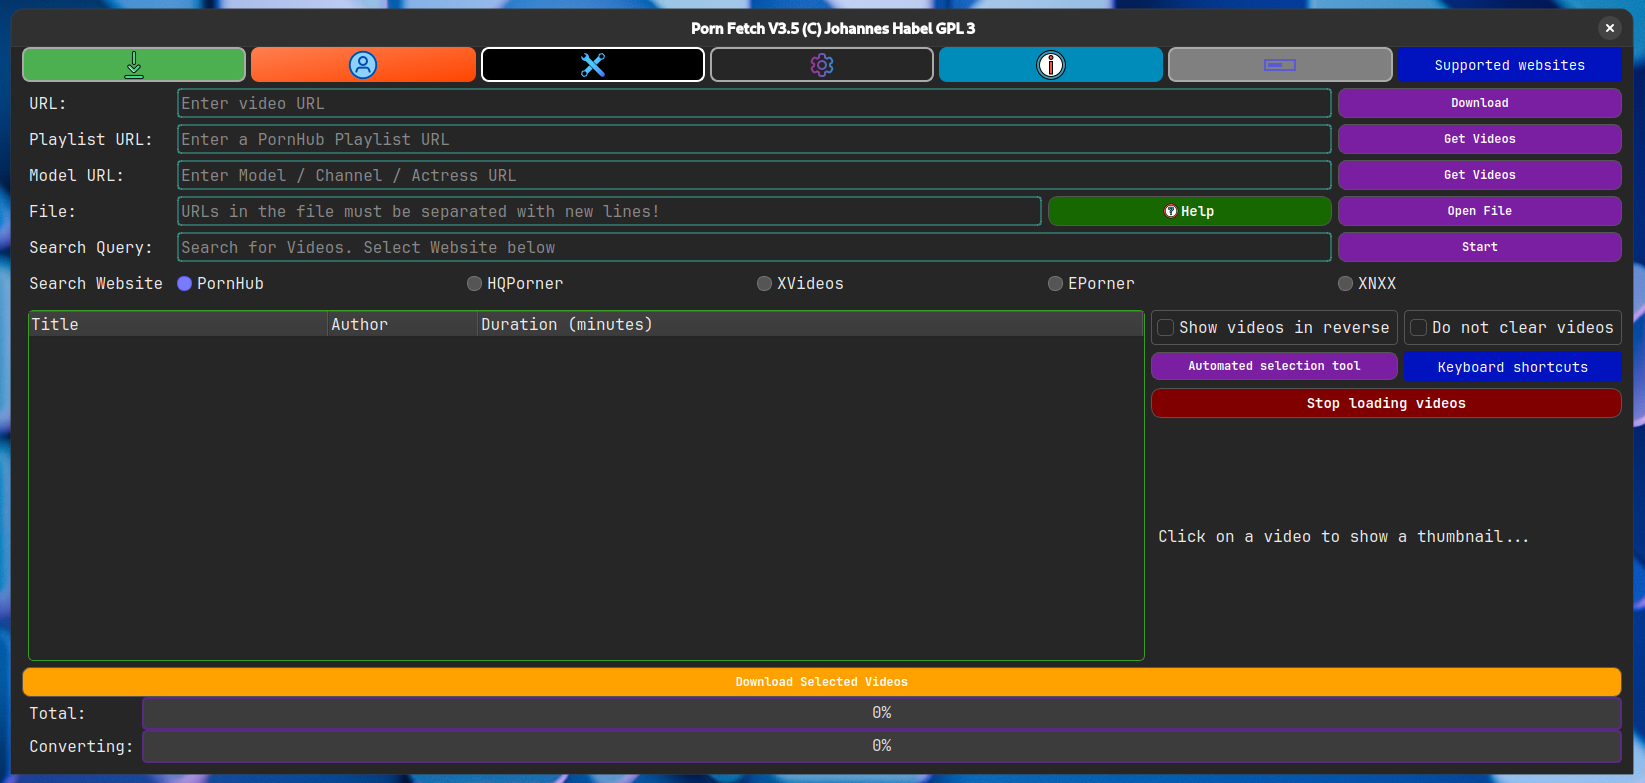 Porn Fetch V3.5 (C) Johannes Habel GPL 3
Supported websites
URL: Enter video URL Download
Playlist URL: Enter a PornHub Playlist URL Get Videos
Model URL: Enter Model / Channel / Actress URL Get Videos
File: URLs in the file must be separated with new lines! Help Open File
Search Query: Search for Videos. Select Website below Start
Search Website PornHub HQPorner XVideos EPorner XNXX
Title Author Duration (minutes) Show videos in reverse Do not clear videos
Automated selection tool Keyboard shortcuts
Stop loading videos
Click on a video to show a thumbnail...
Download Selected Videos
Total: 0%
Converting: 0%